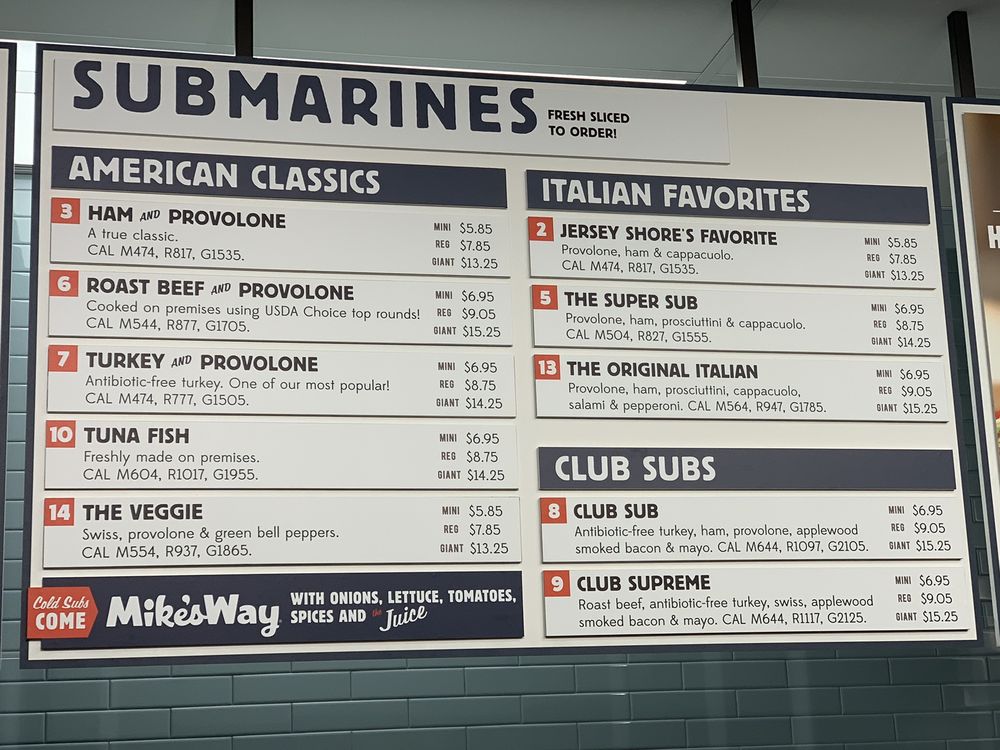 SUBMARINES
FRESH SLICED
TO ORDER!
AMERICAN CLASSICS
3 HAM AND PROVOLONE
A true classic.
CAL M474, R817, G1535.
MINI $5.85
REG $7.85
GIANT $13.25
6 ROAST BEEF AND PROVOLONE
Cooked on premises using USDA Choice top rounds!
CAL M544, R877, G1705.
MINI $6.95
REG $9.05
GIANT $15.25
7 TURKEY AND PROVOLONE
Antibiotic-free turkey. One of our most popular!
CAL M474, R777, G1505.
MINI $6.95
REG $8.75
GIANT $14.25
10 TUNA FISH
Freshly made on premises.
CAL M604, R1017, G1955.
MINI $6.95
REG $8.75
GIANT $14.25
14 THE VEGGIE
Swiss, provolone & green bell peppers.
CAL M554, R937, G1865.
MINI $5.85
REG $7.85
GIANT $13.25
Cold Subs
COME
Mike's Way
WITH ONIONS, LETTUCE, TOMATOES,
SPICES AND the Juice
ITALIAN FAVORITES
2 JERSEY SHORE'S FAVORITE
Provolone, ham & cappacuolo.
CAL M474, R817, G1535.
MINI $5.85
REG $7.85
GIANT $13.25
5 THE SUPER SUB
Provolone, ham, prosciuttini & cappacuolo.
CAL M504, R827, G1555.
MINI $6.95
REG $8.75
GIANT $14.25
13 THE ORIGINAL ITALIAN
Provolone, ham, prosciuttini, cappacuolo,
salami & pepperoni. CAL M564, R947, G1785.
MINI $6.95
REG $9.05
GIANT $15.25
CLUB SUBS
8 CLUB SUB
Antibiotic-free turkey, ham, provolone, applewood
smoked bacon & mayo. CAL M644, R1097, G2105.
MINI $6.95
REG $9.05
GIANT $15.25
9 CLUB SUPREME
Roast beef, antibiotic-free turkey, swiss, applewood
smoked bacon & mayo. CAL M644, R1117, G2125.
MINI $6.95
REG $9.05
GIANT $15.25